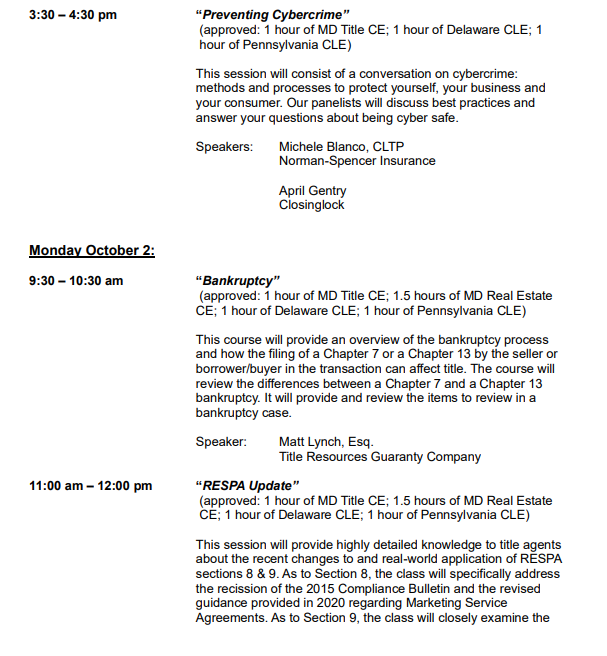 3:30 – 4:30 pm “Preventing Cybercrime”
(approved: 1 hour of MD Title CE; 1 hour of Delaware CLE; 1
hour of Pennsylvania CLE)
This session will consist of a conversation on cybercrime:
methods and processes to protect yourself, your business and
your consumer. Our panelists will discuss best practices and
answer your questions about being cyber safe.
Speakers: Michele Blanco, CLTP
Norman-Spencer Insurance
April Gentry
Closinglock
Monday October 2:
9:30 – 10:30 am “Bankruptcy”
(approved: 1 hour of MD Title CE; 1.5 hours of MD Real Estate
CE; 1 hour of Delaware CLE; 1 hour of Pennsylvania CLE)
This course will provide an overview of the bankruptcy process
and how the filing of a Chapter 7 or a Chapter 13 by the seller or
borrower/buyer in the transaction can affect title. The course will
review the differences between a Chapter 7 and a Chapter 13
bankruptcy. It will provide and review the items to review in a
bankruptcy case.
Speaker: Matt Lynch, Esq.
Title Resources Guaranty Company
11:00 am – 12:00 pm “RESPA Update”
(approved: 1 hour of MD Title CE; 1.5 hours of MD Real Estate
CE; 1 hour of Delaware CLE; 1 hour of Pennsylvania CLE)
This session will provide highly detailed knowledge to title agents
about the recent changes to and real-world application of RESPA
sections 8 & 9. As to Section 8, the class will specifically address
the recission of the 2015 Compliance Bulletin and the revised
guidance provided in 2020 regarding Marketing Service
Agreements. As to Section 9, the class will closely examine the